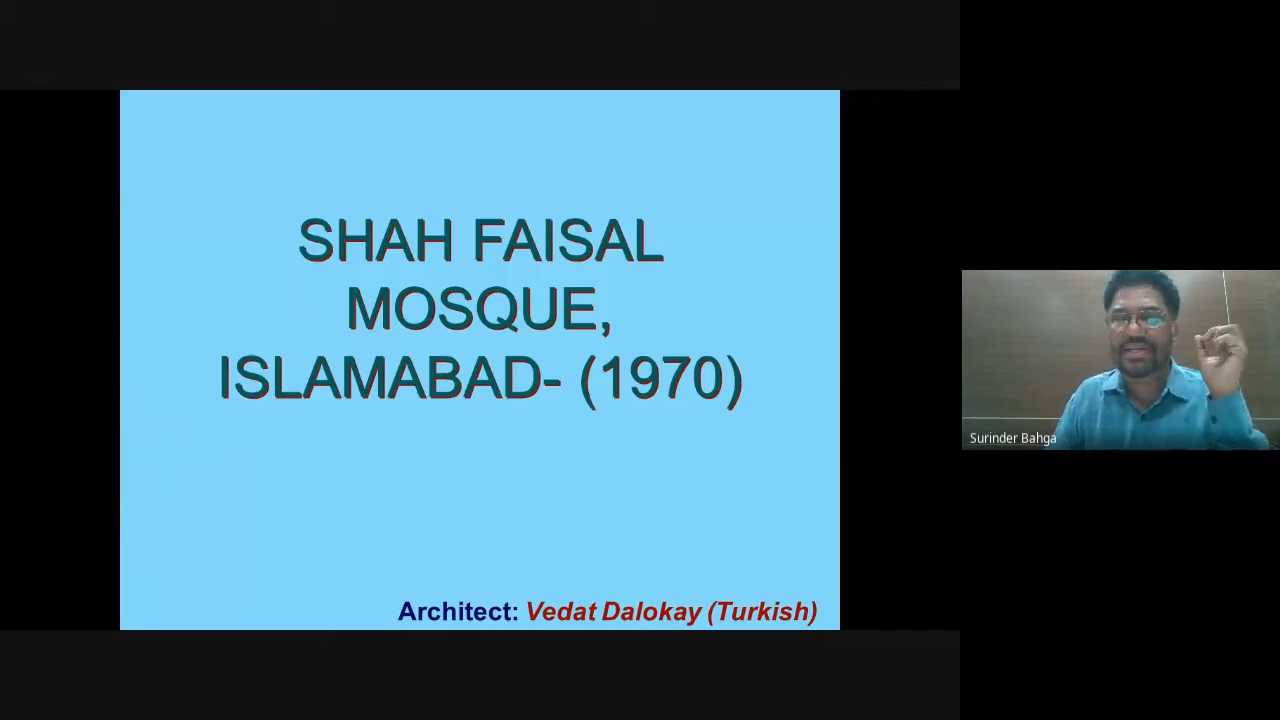 SHAH FAISAL
MOSQUE,
ISLAMABAD- (1970)
Architect: Vedat Dalokay (Turkish)
Surinder Bahga